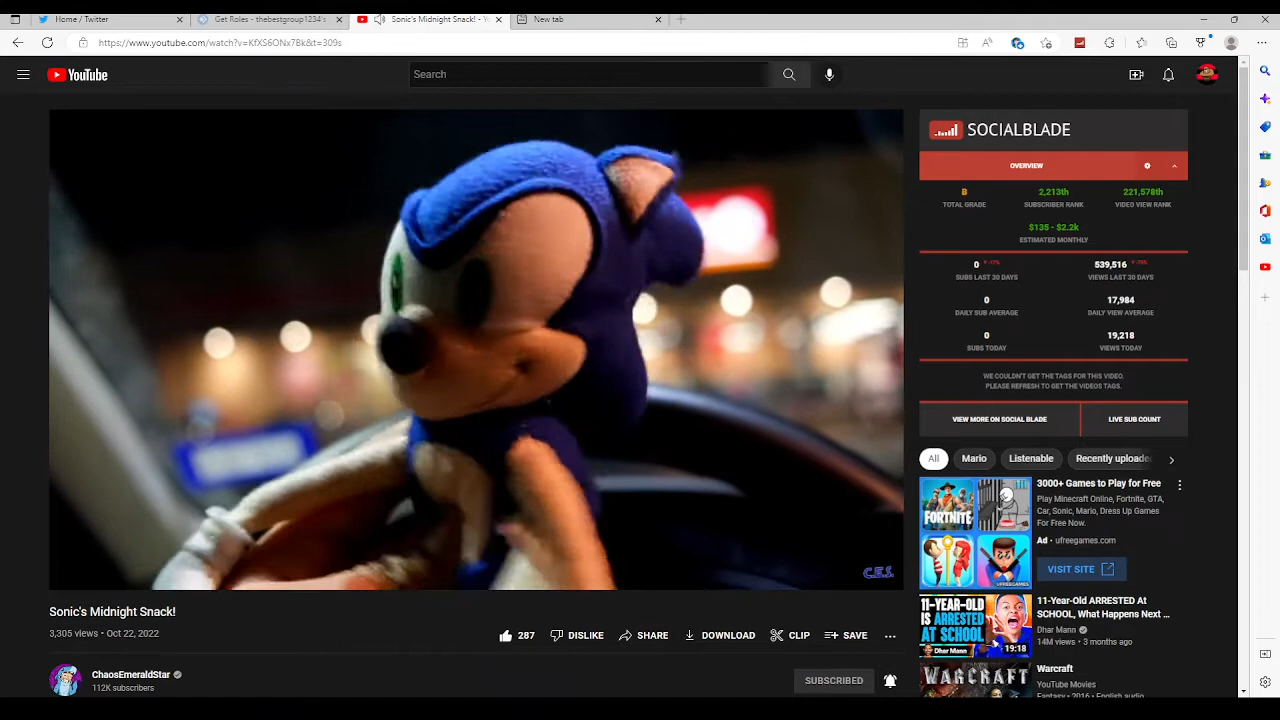 Home / Twitter
Get Roles - thebestgroup1234's
Sonic's Midnight Snack! - Yo
New tab
https://www.youtube.com/watch?v=KfXS6ONx7Bk&t=309s
YouTube
Search
SOCIALBLADE
OVERVIEW
B
2,213th
221,578th
TOTAL GRADE
SUBSCRIBER RANK
VIDEO VIEW RANK
$135 - $2.2k
ESTIMATED MONTHLY
0
539,516
SUBS LAST 30 DAYS
VIEWS LAST 30 DAYS
0
17,984
DAILY SUB AVERAGE
DAILY VIEW AVERAGE
0
19,218
SUBS TODAY
VIEWS TODAY
WE COULDN'T GET THE TAGS FOR THIS VIDEO.
PLEASE REFRESH TO GET THE VIDEOS TAGS.
VIEW MORE ON SOCIAL BLADE
LIVE SUB COUNT
All
Mario
Listenable
Recently uploade
FORTNITE
UFREEGAMES
3000+ Games to Play for Free
Play Minecraft Online, Fortnite, GTA,
Car, Sonic, Mario, Dress Up Games
For Free Now.
Ad • ufreegames.com
VISIT SITE
C.E.S.
Sonic's Midnight Snack!
3,305 views • Oct 22, 2022
287
DISLIKE
SHARE
DOWNLOAD
CLIP
SAVE
ChaosEmeraldStar
112K subscribers
SUBSCRIBED
11-YEAR-OLD
IS ARRESTED
AT SCHOOL
Dhar Mann
19:18
11-Year-Old ARRESTED At
SCHOOL, What Happens Next ...
Dhar Mann
14M views • 3 months ago
WARCRAFT
Warcraft
YouTube Movies
Fantasy • 2016 • English audio